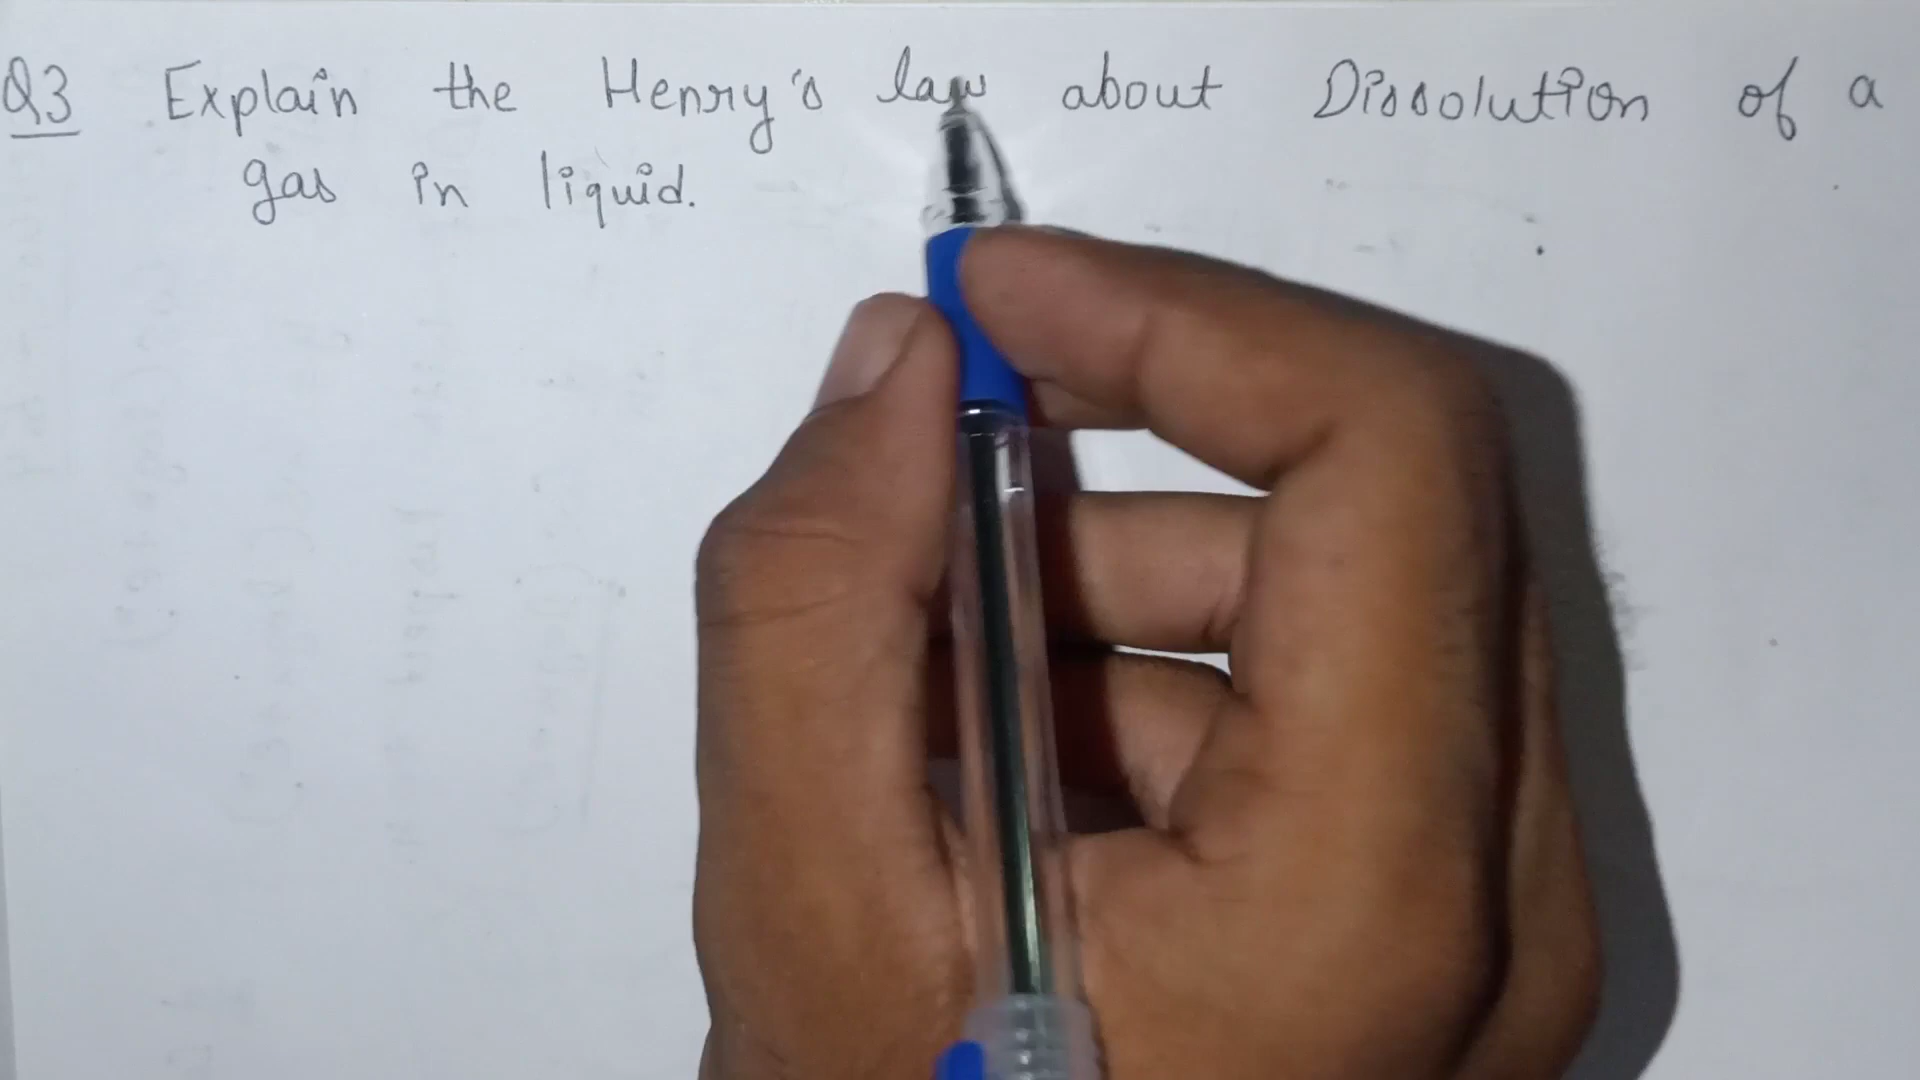 Q3 Explain the Henry's law about Dissolution of a
gas in liquid.